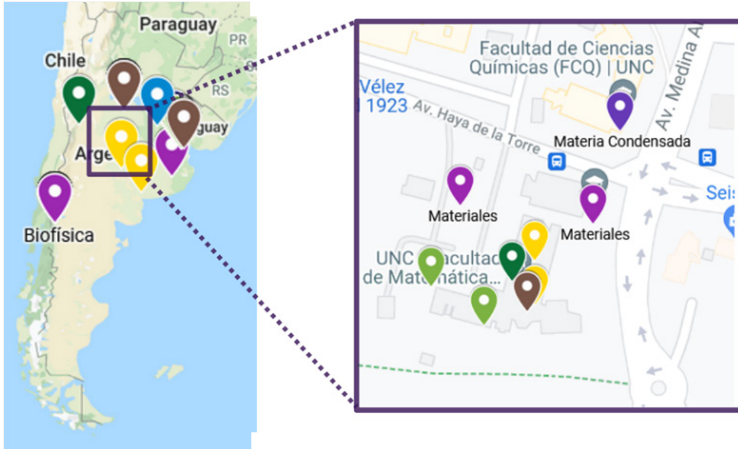 Paraguay
PR
Chile
RS
guay
Arge
Biofísica
Facultad de Ciencias
Químicas (FCQ) | UNC
Vélez
1923
Av. Haya de la Torre
Av. Medina Al
Materia Condensada
Seis
Materiales
Materiales
UNC Facultad
de Matemática...